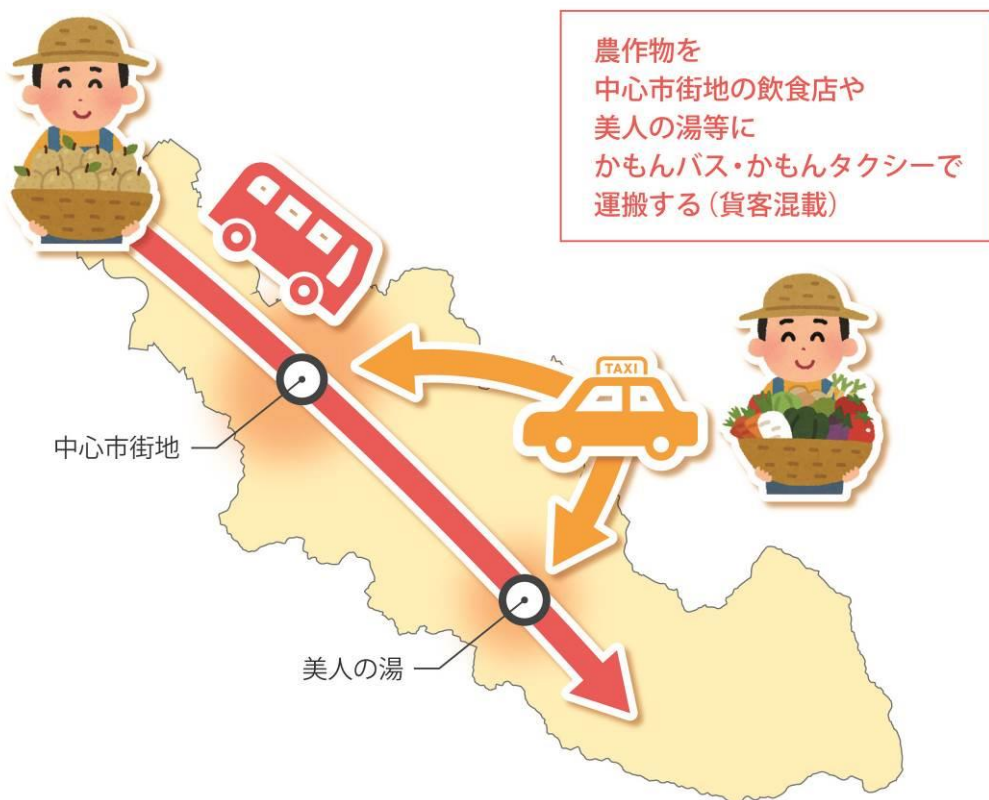 農作物を
中心市街地の飲食店や
美人の湯等に
かもんバス・かもんタクシーで
運搬する（貨客混載）
TAXI
中心市街地
美人の湯